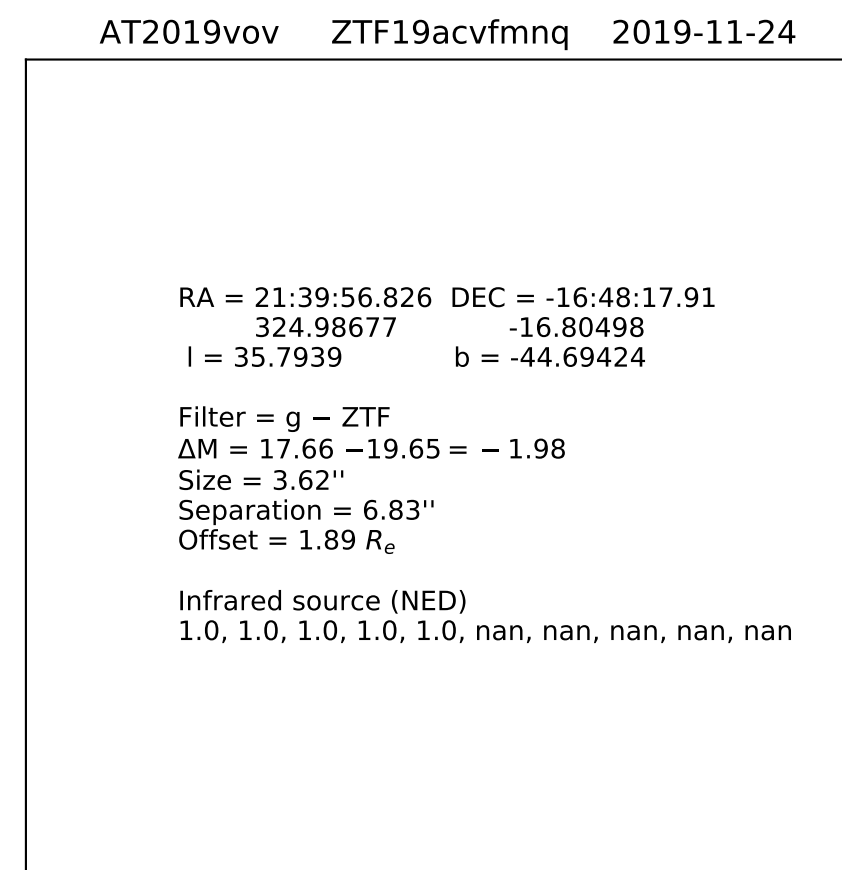 AT2019vov ZTF19acvfmnq 2019-11-24
RA = 21:39:56.826 DEC = -16:48:17.91
324.98677 -16.80498
l = 35.7939 b = -44.69424
Filter = g − ZTF
ΔM = 17.66 −19.65 = − 1.98
Size = 3.62''
Separation = 6.83''
Offset = 1.89 Rₑ
Infrared source (NED)
1.0, 1.0, 1.0, 1.0, 1.0, nan, nan, nan, nan, nan